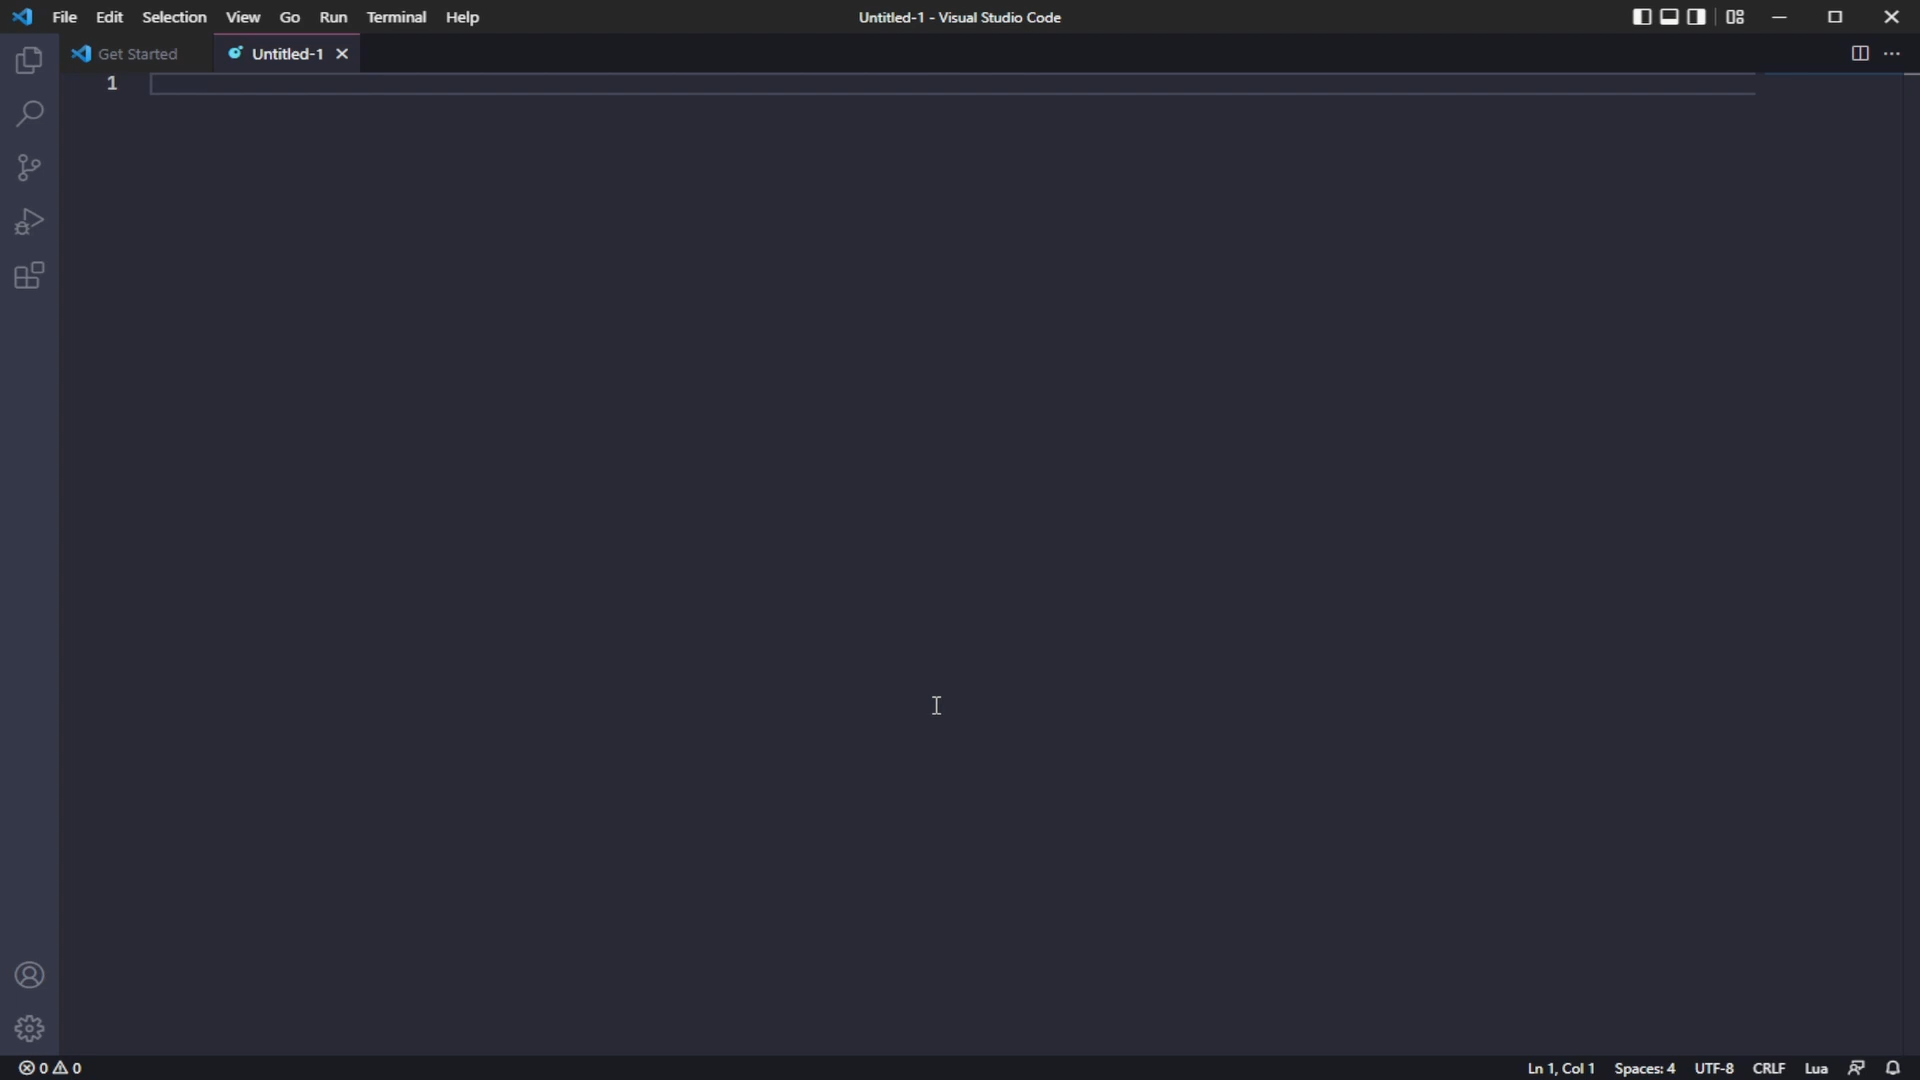 File Edit Selection View Go Run Terminal Help Untitled-1 - Visual Studio Code
Get Started Untitled-1
1
0 0 Ln 1, Col 1 Spaces: 4 UTF-8 CRLF Lua